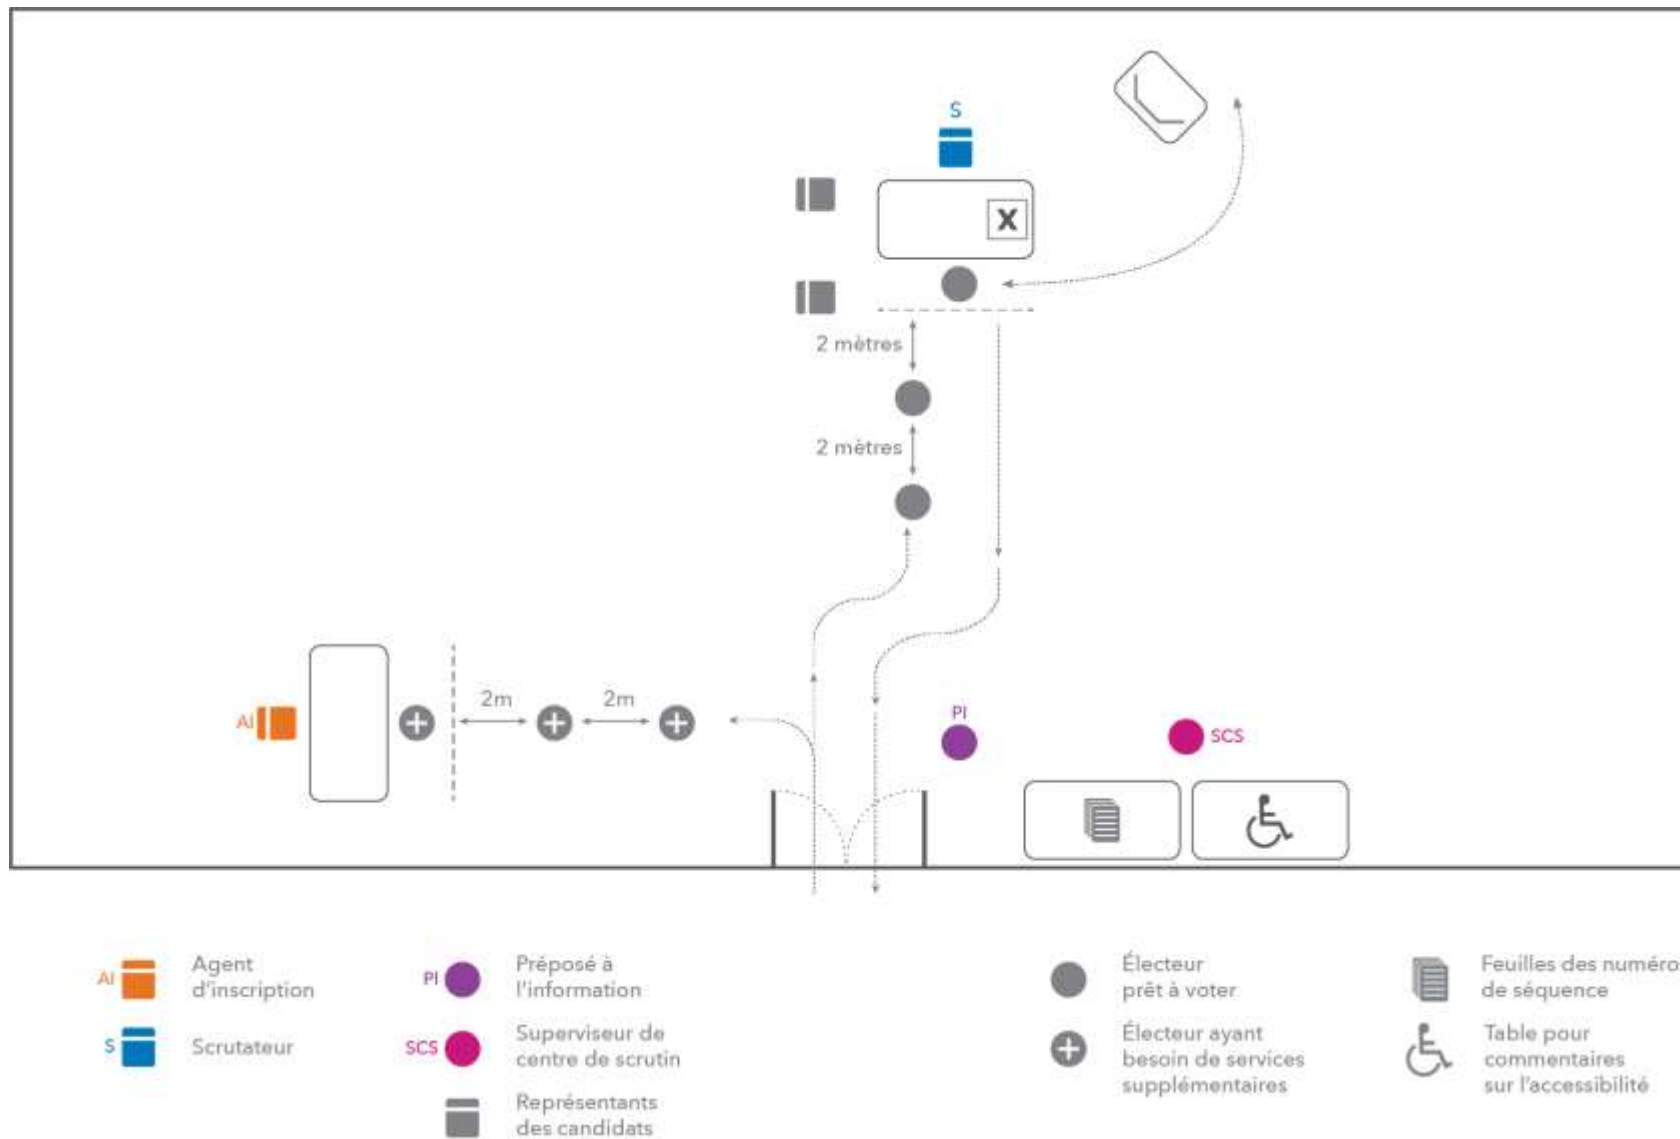 S
X
2 mètres
2 mètres
AI
2m
2m
PI
SCS
AI
Agent
d'inscription
S
Scrutateur
PI
Préposé à
l'information
SCS
Superviseur de
centre de scrutin
Représentants
des candidats
Électeur
prêt à voter
Électeur ayant
besoin de services
supplémentaires
Feuilles des numéro
de séquence
Table pour
commentaires
sur l'accessibilité